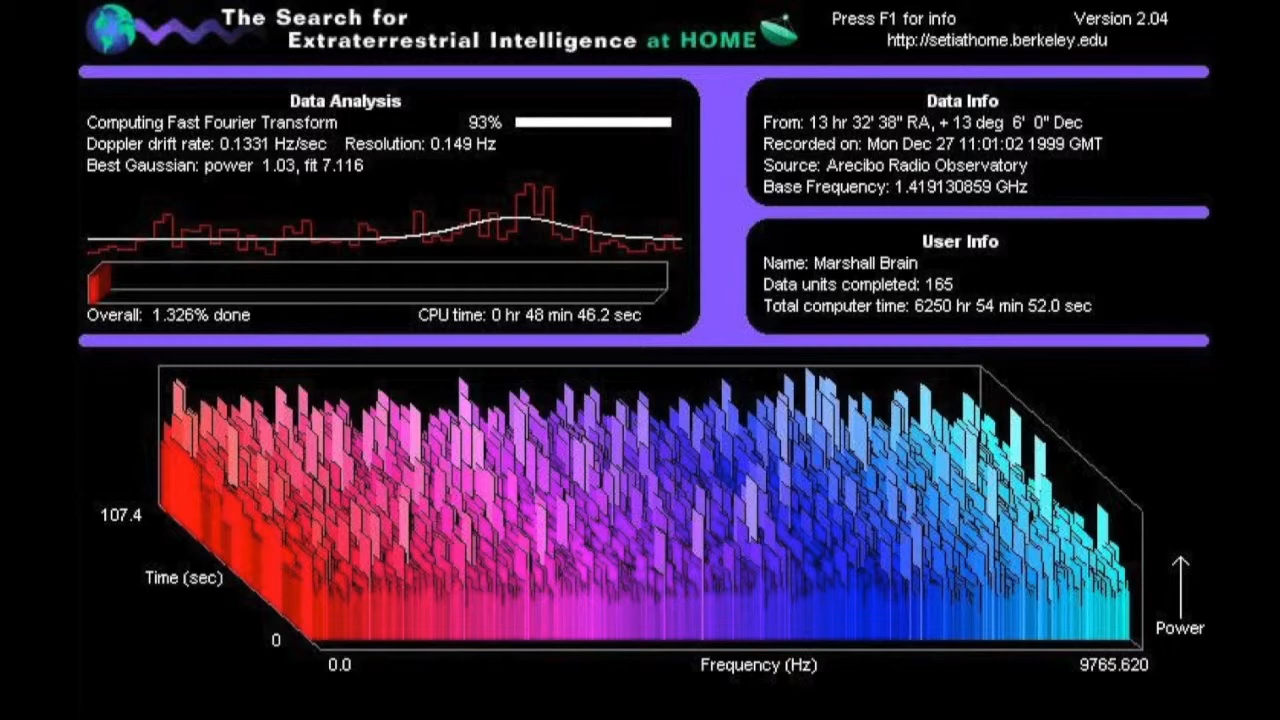 The Search for
Extraterrestrial Intelligence at HOME
Press F1 for info Version 2.04
http://setiathome.berkeley.edu
Data Analysis
Computing Fast Fourier Transform 93%
Doppler drift rate: 0.1331 Hz/sec Resolution: 0.149 Hz
Best Gaussian: power 1.03, fit 7.116
Overall: 1.326% done CPU time: 0 hr 48 min 46.2 sec
Data Info
From: 13 hr 32' 38" RA, + 13 deg 6' 0" Dec
Recorded on: Mon Dec 27 11:01:02 1999 GMT
Source: Arecibo Radio Observatory
Base Frequency: 1.419130859 GHz
User Info
Name: Marshall Brain
Data units completed: 165
Total computer time: 6250 hr 54 min 52.0 sec
107.4
Time (sec)
0
0.0
Frequency (Hz)
9765.620
Power